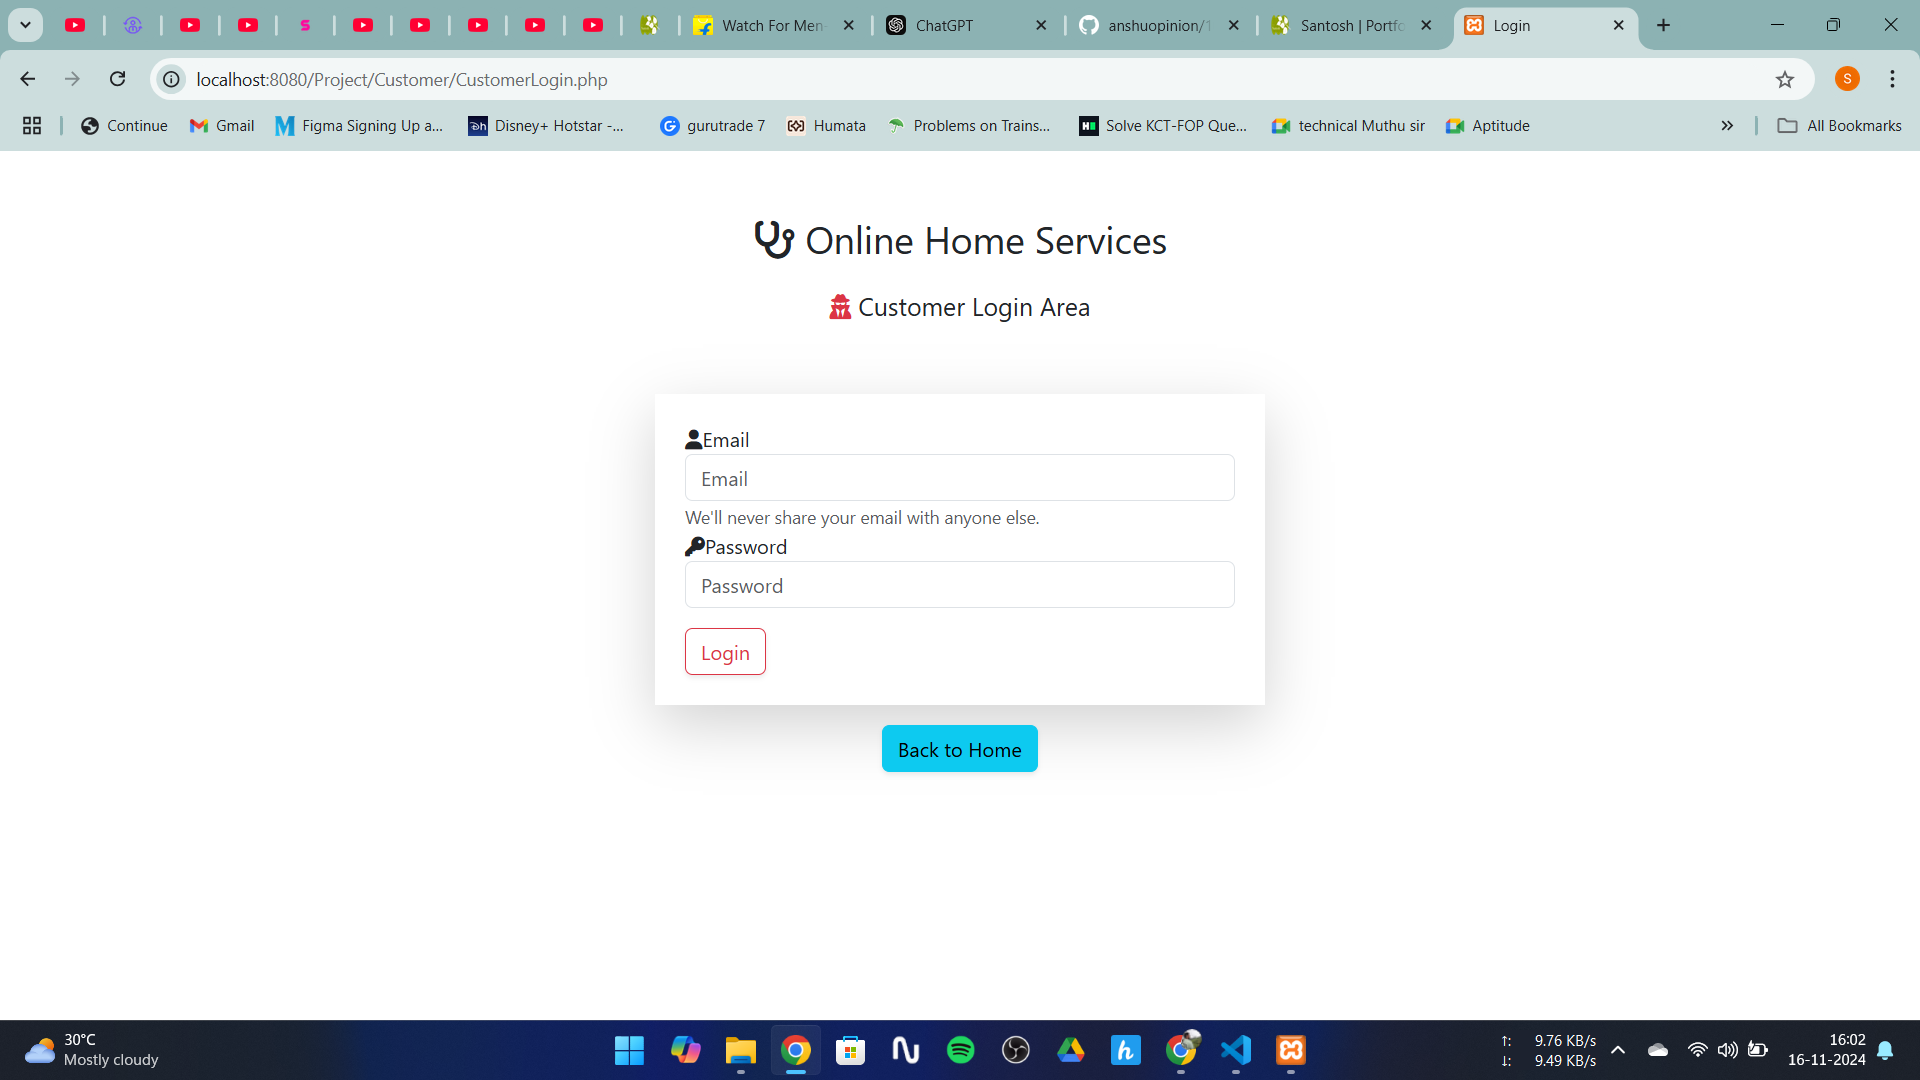 Watch For Men
ChatGPT
anshuopinion/1
Santosh | Portfo
Login
localhost:8080/Project/Customer/CustomerLogin.php
S
Continue
Gmail
Figma Signing Up a...
Disney+ Hotstar -...
gurutrade 7
Humata
Problems on Trains...
Solve KCT-FOP Que...
technical Muthu sir
Aptitude
All Bookmarks
Online Home Services
Customer Login Area
Email
Email
We'll never share your email with anyone else.
Password
Password
Login
Back to Home
30°C
Mostly cloudy
↑: 9.76 KB/s
↓: 9.49 KB/s
16:02
16-11-2024